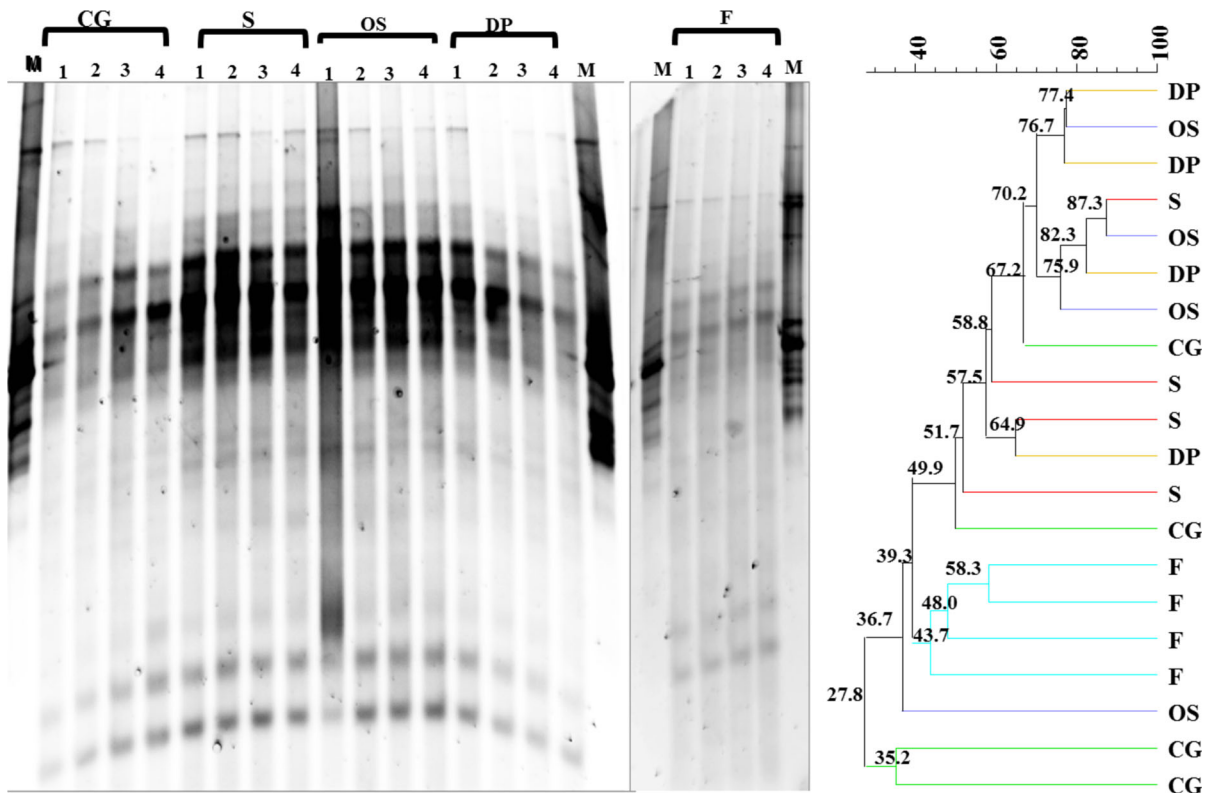 CG S OS DP F
M 1 2 3 4 1 2 3 4 1 2 3 4 1 2 3 4 M M 1 2 3 4 M
40 60 80 100
77.4 DP
76.7 OS
DP
70.2 87.3 S
82.3 OS
67.2 75.9 DP
58.8 OS
CG
57.5 S
51.7 64.9 S
49.9 DP
S
CG
39.3 58.3 F
48.0 F
36.7 43.7 F
F
27.8 OS
35.2 CG
CG